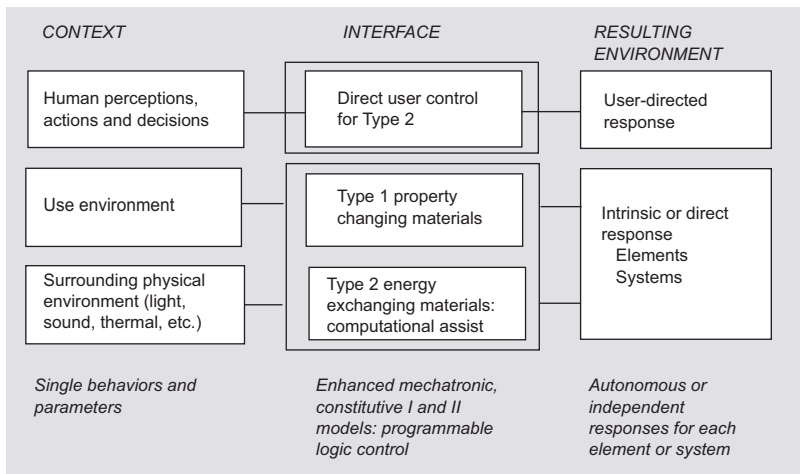 CONTEXT
INTERFACE
RESULTING
ENVIRONMENT
Human perceptions,
actions and decisions
Direct user control
for Type 2
User-directed
response
Use environment
Type 1 property
changing materials
Intrinsic or direct
response
Elements
Systems
Surrounding physical
environment (light,
sound, thermal, etc.)
Type 2 energy
exchanging materials:
computational assist
Single behaviors and
parameters
Enhanced mechatronic,
constitutive I and II
models: programmable
logic control
Autonomous or
independent
responses for each
element or system